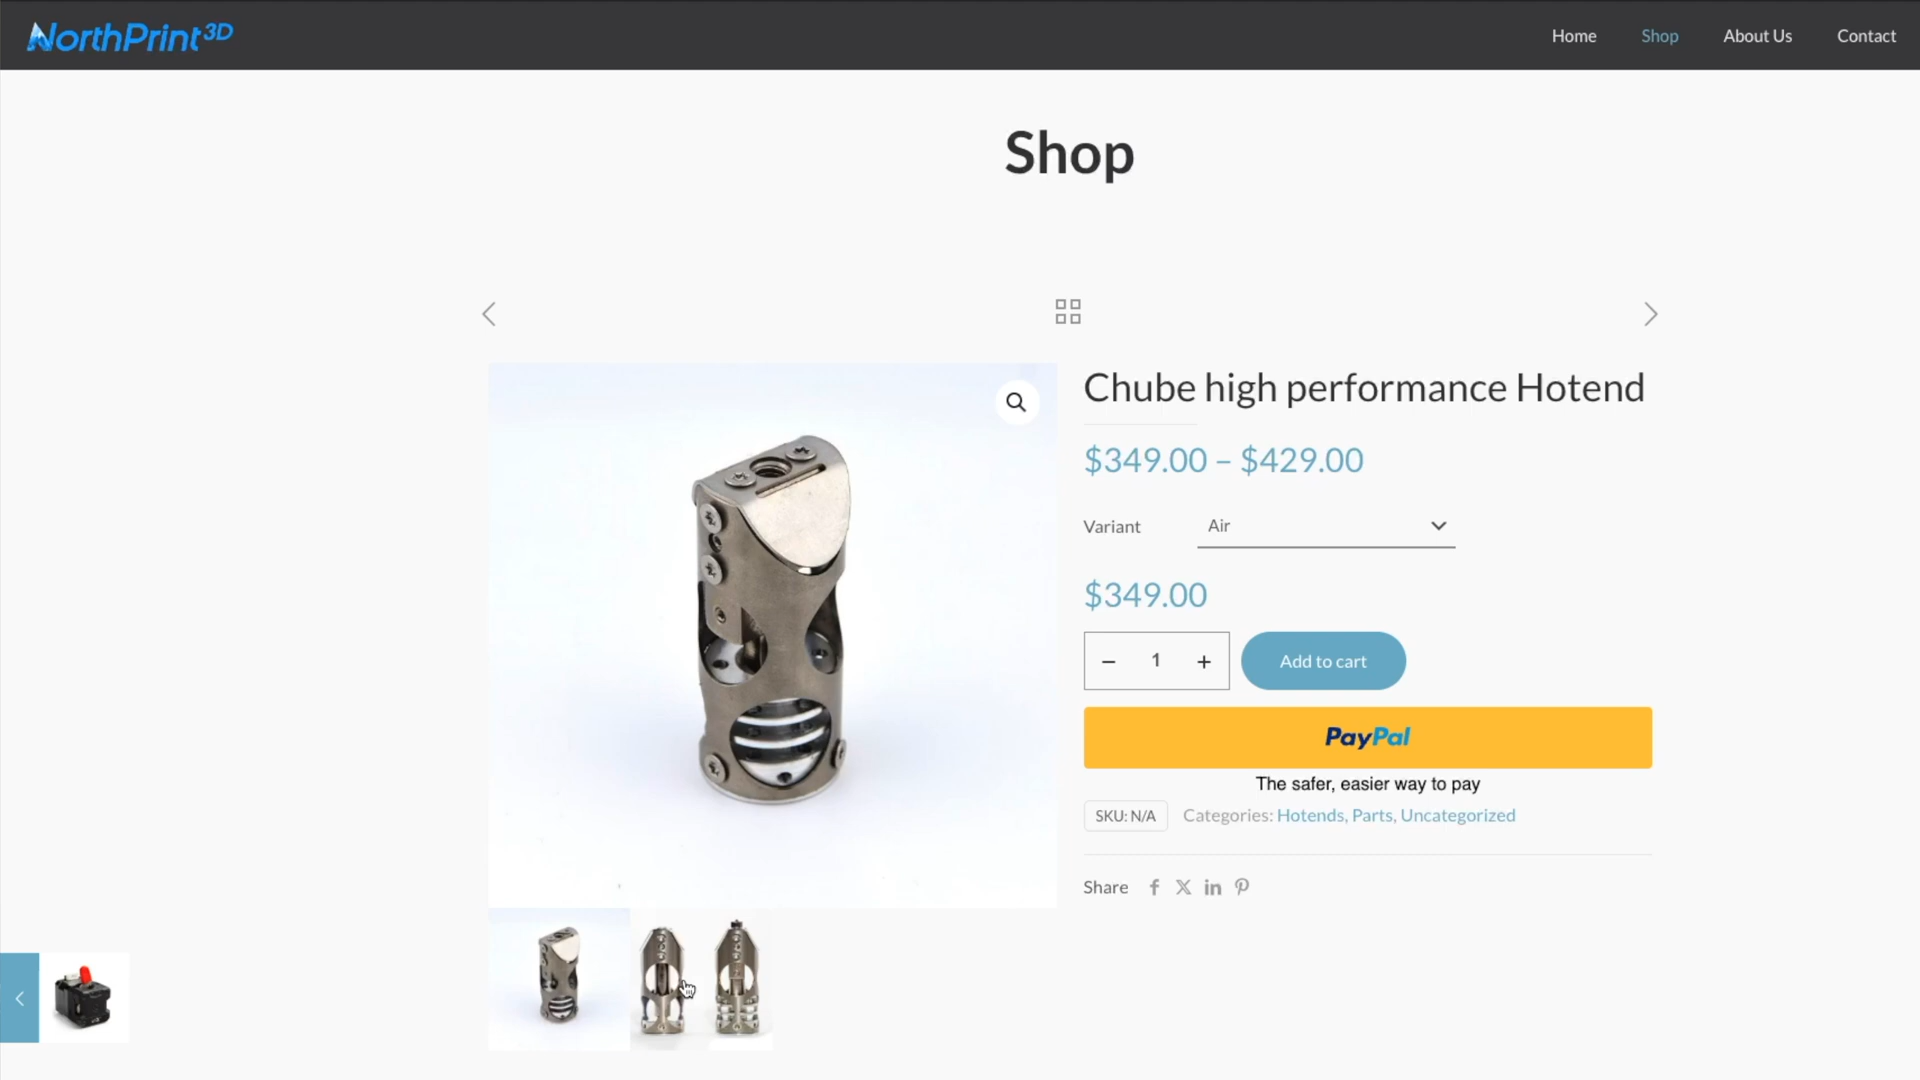 NorthPrint3D
Home
Shop
About Us
Contact
Shop
Chube high performance Hotend
$349.00 – $429.00
Variant
Air
$349.00
− 1 +
Add to cart
PayPal
The safer, easier way to pay
SKU: N/A
Categories: Hotends, Parts, Uncategorized
Share